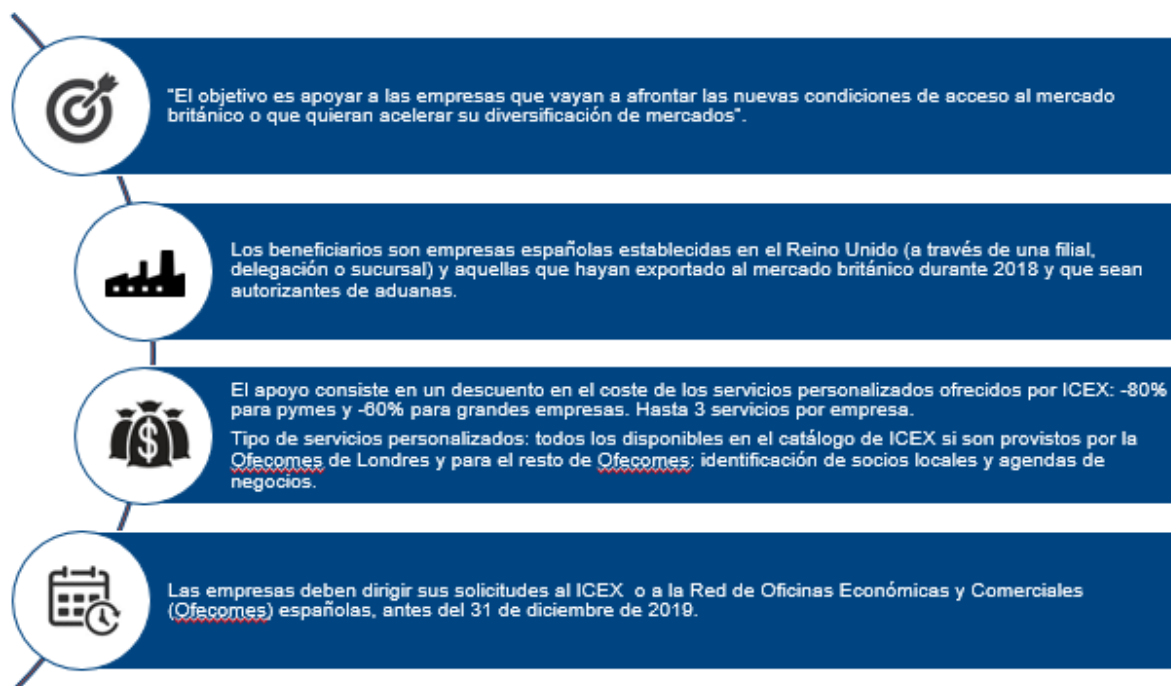 "El objetivo es apoyar a las empresas que vayan a afrontar las nuevas condiciones de acceso al mercado
británico o que quieran acelerar su diversificación de mercados".
Los beneficiarios son empresas españolas establecidas en el Reino Unido (a través de una filial,
delegación o sucursal) y aquellas que hayan exportado al mercado británico durante 2018 y que sean
autorizantes de aduanas.
El apoyo consiste en un descuento en el coste de los servicios personalizados ofrecidos por ICEX: -80%
para pymes y -60% para grandes empresas. Hasta 3 servicios por empresa.
Tipo de servicios personalizados: todos los disponibles en el catálogo de ICEX si son provistos por la
Ofecomes de Londres y para el resto de Ofecomes: identificación de socios locales y agendas de
negocios.
Las empresas deben dirigir sus solicitudes al ICEX o a la Red de Oficinas Económicas y Comerciales
(Ofecomes) españolas, antes del 31 de diciembre de 2019.